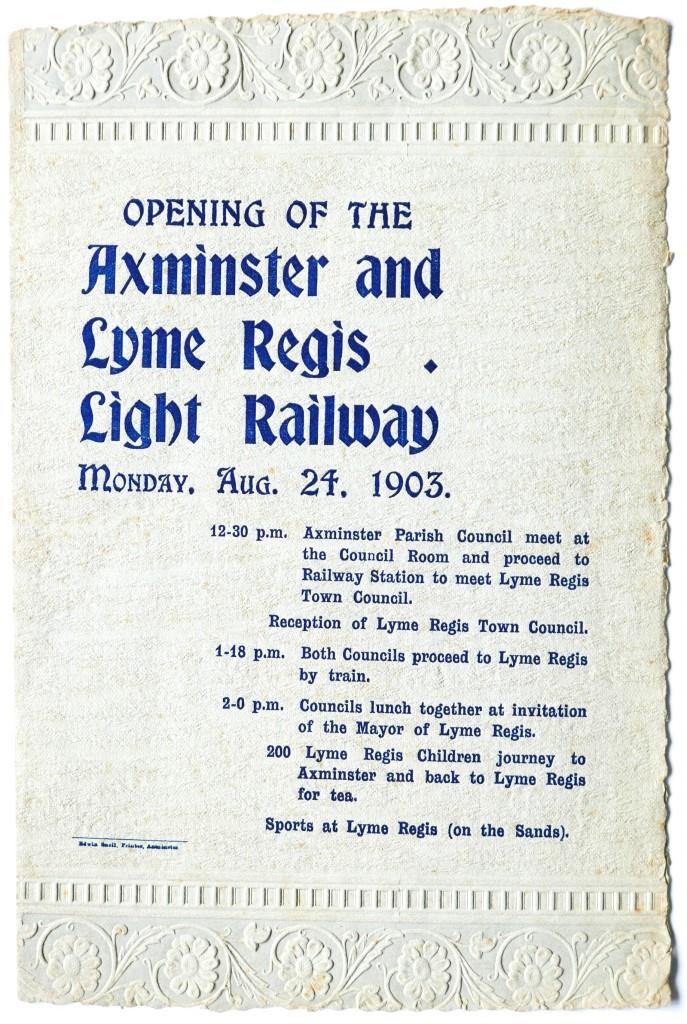 OPENING OF THE
Axminster and
Lyme Regis .
Light Railway
MONDAY, AUG. 24, 1903.
12-30 p.m. Axminster Parish Council meet at
the Council Room and proceed to
Railway Station to meet Lyme Regis
Town Council.
Reception of Lyme Regis Town Council.
1-18 p.m. Both Councils proceed to Lyme Regis
by train.
2-0 p.m. Councils lunch together at invitation
of the Mayor of Lyme Regis.
200 Lyme Regis Children journey to
Axminster and back to Lyme Regis
for tea.
Sports at Lyme Regis (on the Sands).
Edwin Snell, Printer, Axminster